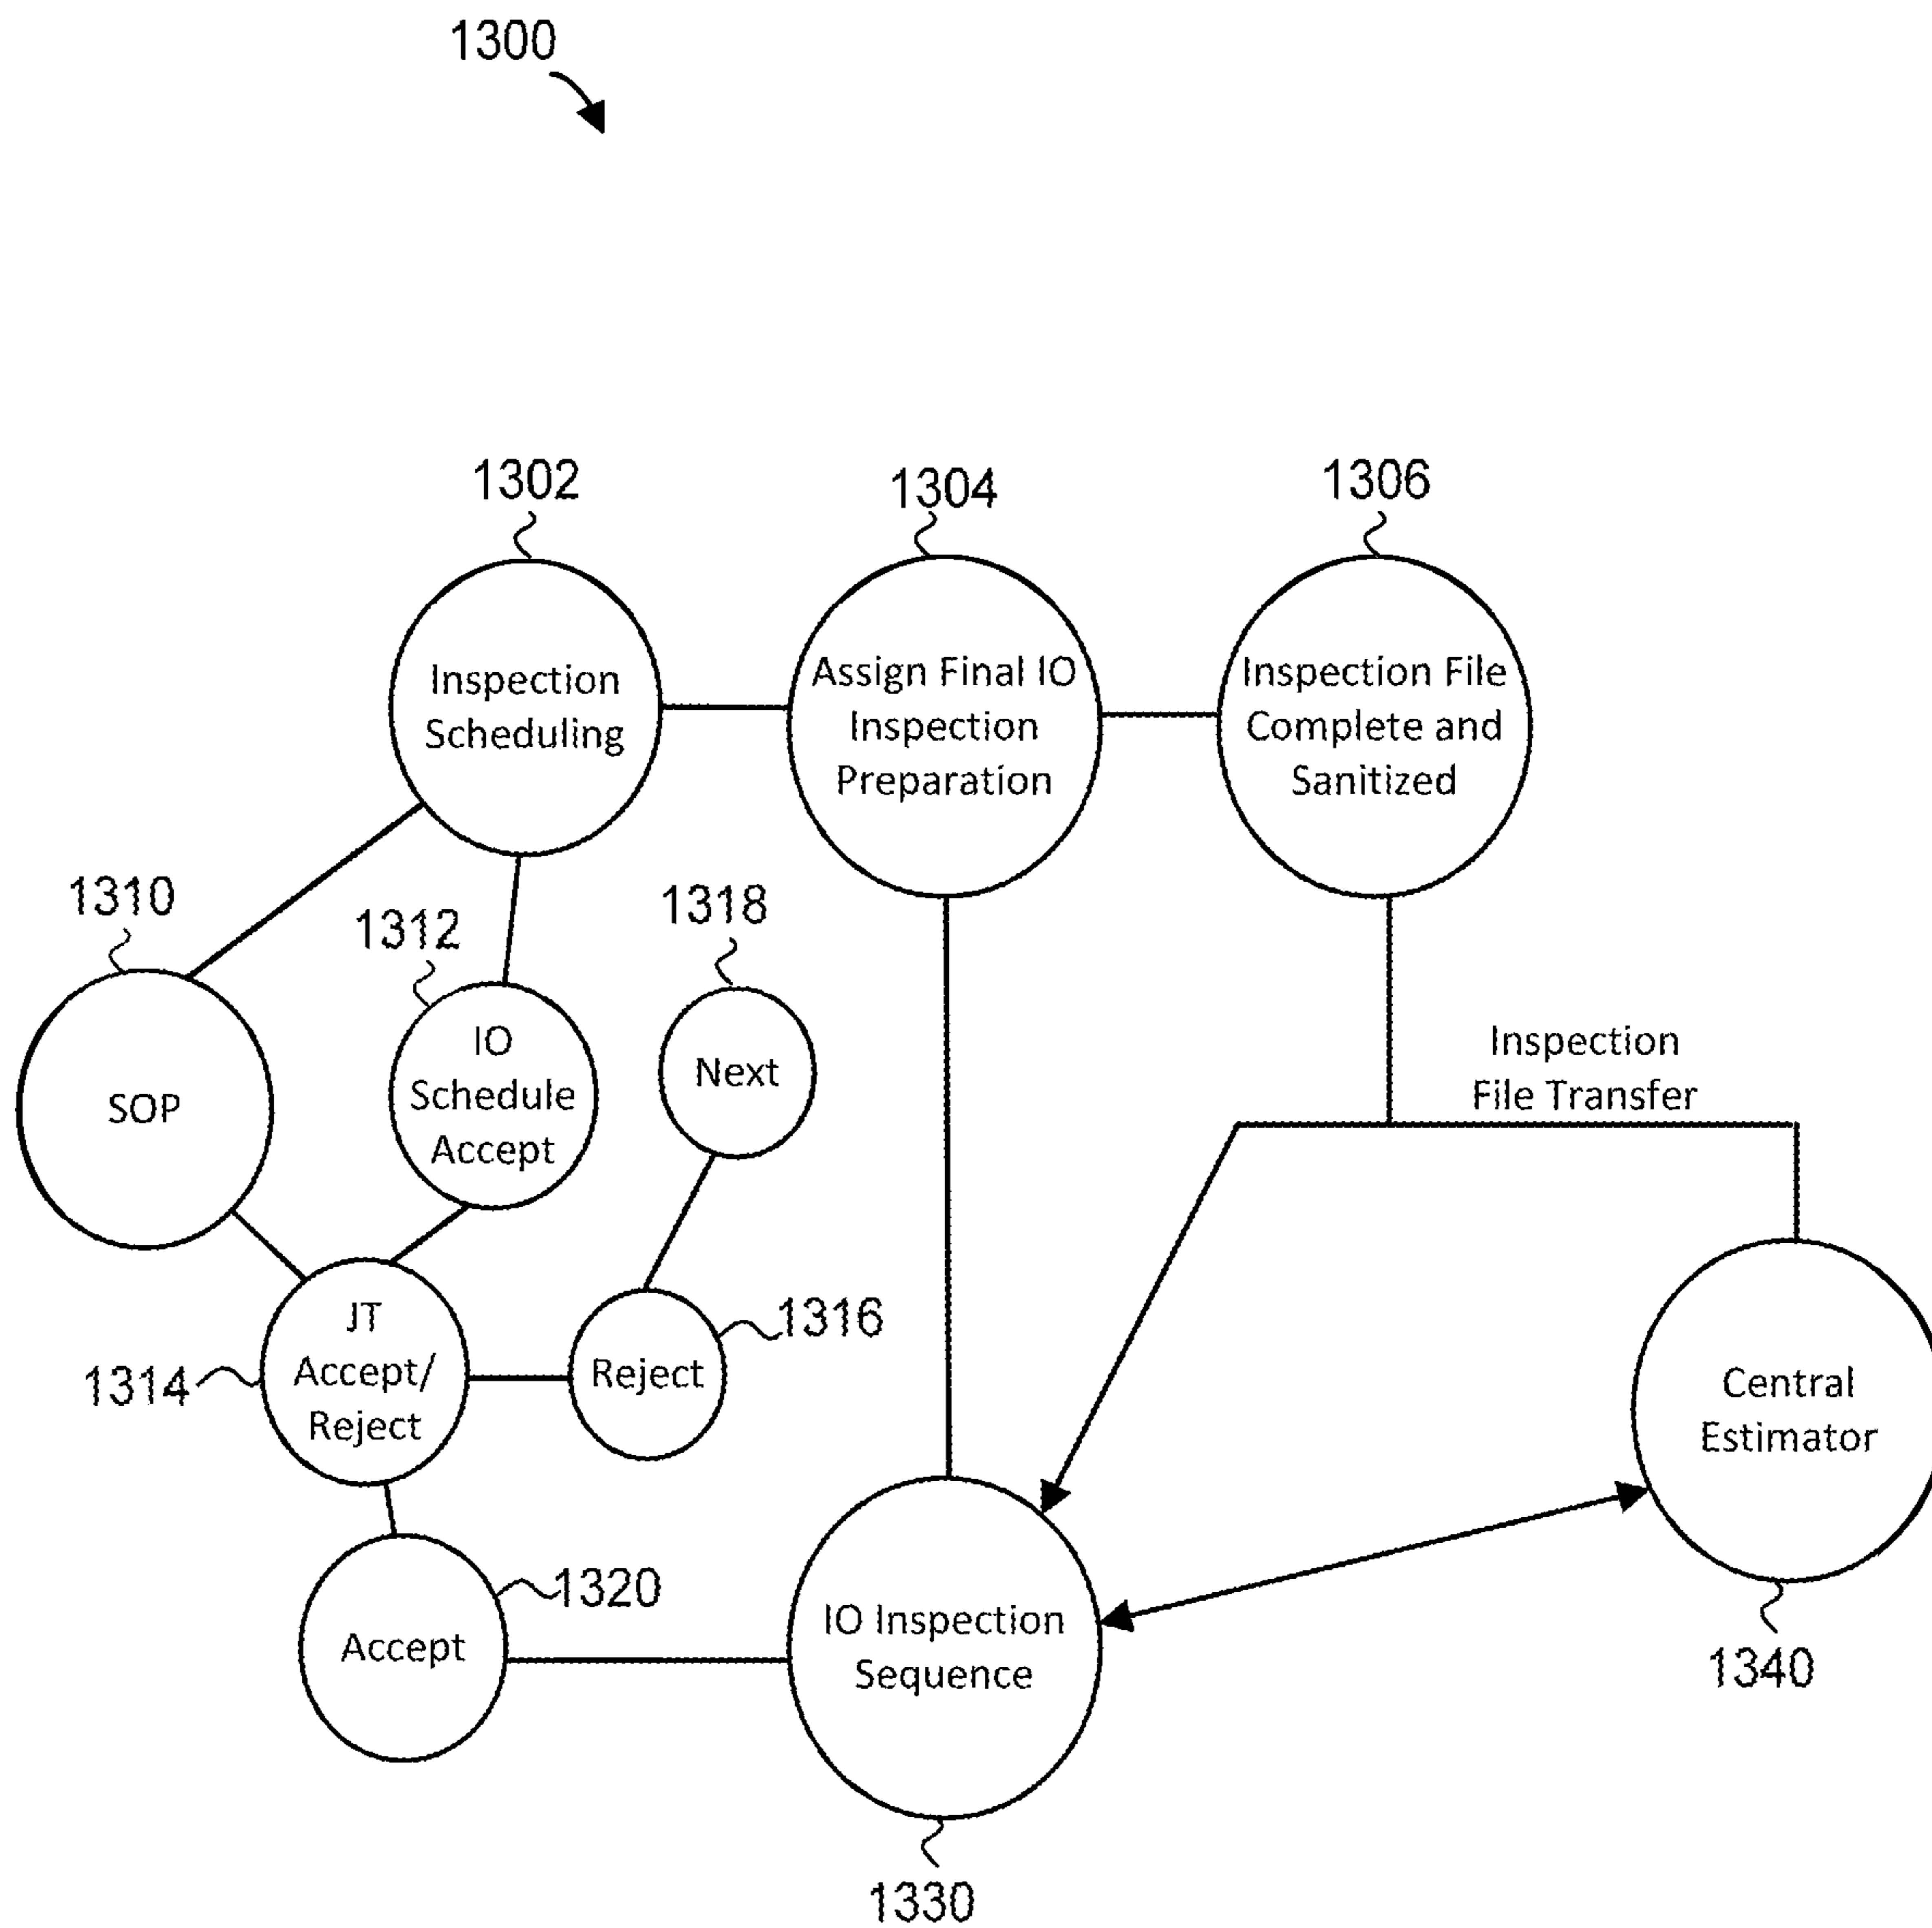 1300
1302
1304
1306
Inspection
Scheduling
Assign Final IO
Inspection
Preparation
Inspection File
Complete and
Sanitized
1310
1312
1318
SOP
IO
Schedule
Accept
Next
Inspection
File Transfer
1314
JT
Accept/
Reject
Reject
1316
Central
Estimator
1320
Accept
IO Inspection
Sequence
1340
1330